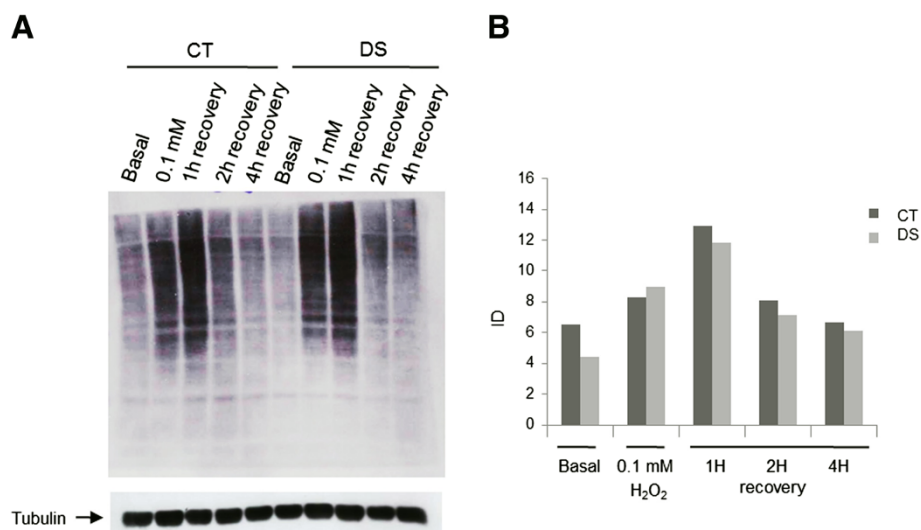 A
CT DS
Basal
0.1 mM
1h recovery
2h recovery
4h recovery
Basal
0.1 mM
1h recovery
2h recovery
4h recovery
Tubulin
B
16
14
12
10
8
6
4
2
0
ID
CT
DS
Basal 0.1 mM 1H 2H 4H
H₂O₂ recovery